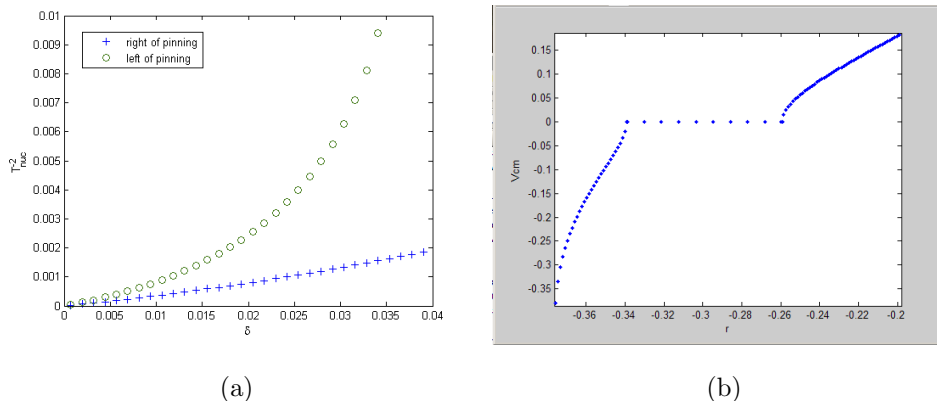 0.01
0.009
0.008
0.007
0.006
0.005
0.004
0.003
0.002
0.001
0
T⁻²nuc
+ right of pinning
○ left of pinning
0 0.005 0.01 0.015 0.02 0.025 0.03 0.035 0.04
δ
(a)
0.15
0.1
0.05
0
-0.05
-0.1
-0.15
-0.2
-0.25
-0.3
-0.35
Vcm
-0.36 -0.34 -0.32 -0.3 -0.28 -0.26 -0.24 -0.22 -0.2
r
(b)